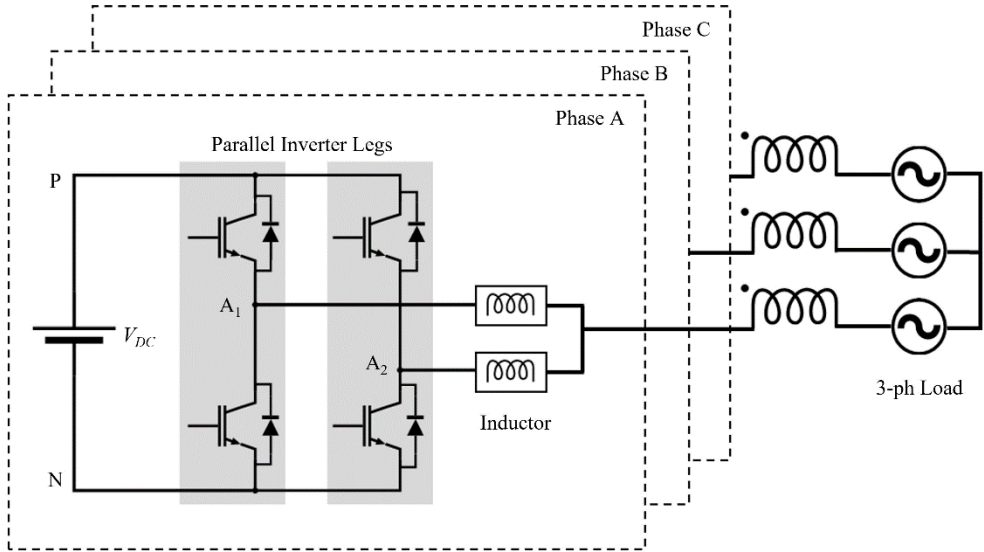 Phase C
Phase B
Phase A
Parallel Inverter Legs
P
A1
VDC
A2
N
Inductor
3-ph Load